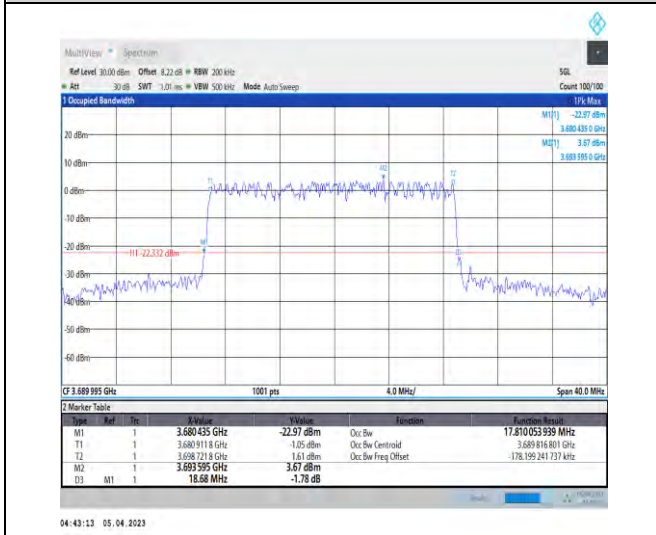 MultiView Spectrum
Ref Level 30.00 dBm Offset 8.22 dB RBW 200 kHz SGL
Att 30 dB SWT 1.01 ms VBW 500 kHz Mode Auto Sweep Count 100/100
1 Occupied Bandwidth 1Pk Max
M1[1] -22.97 dBm
3.680 435 0 GHz
M2[1] 3.67 dBm
3.693 595 0 GHz
20 dBm
10 dBm
M2
T1
T2
0 dBm
-10 dBm
-20 dBm
M1
H1 -22.332 dBm
D3
-30 dBm
-40 dBm
-50 dBm
-60 dBm
CF 3.689 995 GHz 1001 pts 4.0 MHz/ Span 40.0 MHz
2 Marker Table
Type Ref Trc X-Value Y-Value Function Function Result
M1 1 3.680 435 GHz -22.97 dBm Occ Bw 17.810 053 939 MHz
T1 1 3.680 911 8 GHz -1.05 dBm Occ Bw Centroid 3.689 816 801 GHz
T2 1 3.698 721 8 GHz 1.61 dBm Occ Bw Freq Offset -178.199 241 737 kHz
M2 1 3.693 595 GHz 3.67 dBm
D3 M1 1 18.68 MHz -1.78 dB
04:43:13 05.04.2023